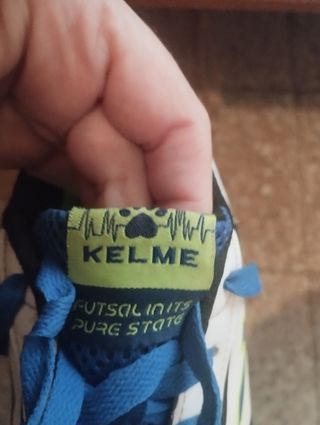 KELME
FUTSAL IN ITS
PURE STATE